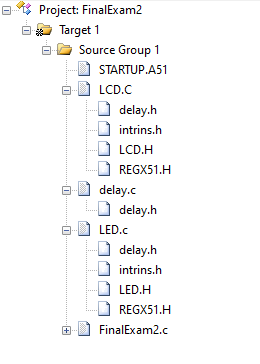 Project: FinalExam2
Target 1
Source Group 1
STARTUP.A51
LCD.C
delay.h
intrins.h
LCD.H
REGX51.H
delay.c
delay.h
LED.c
delay.h
intrins.h
LED.H
REGX51.H
FinalExam2.c